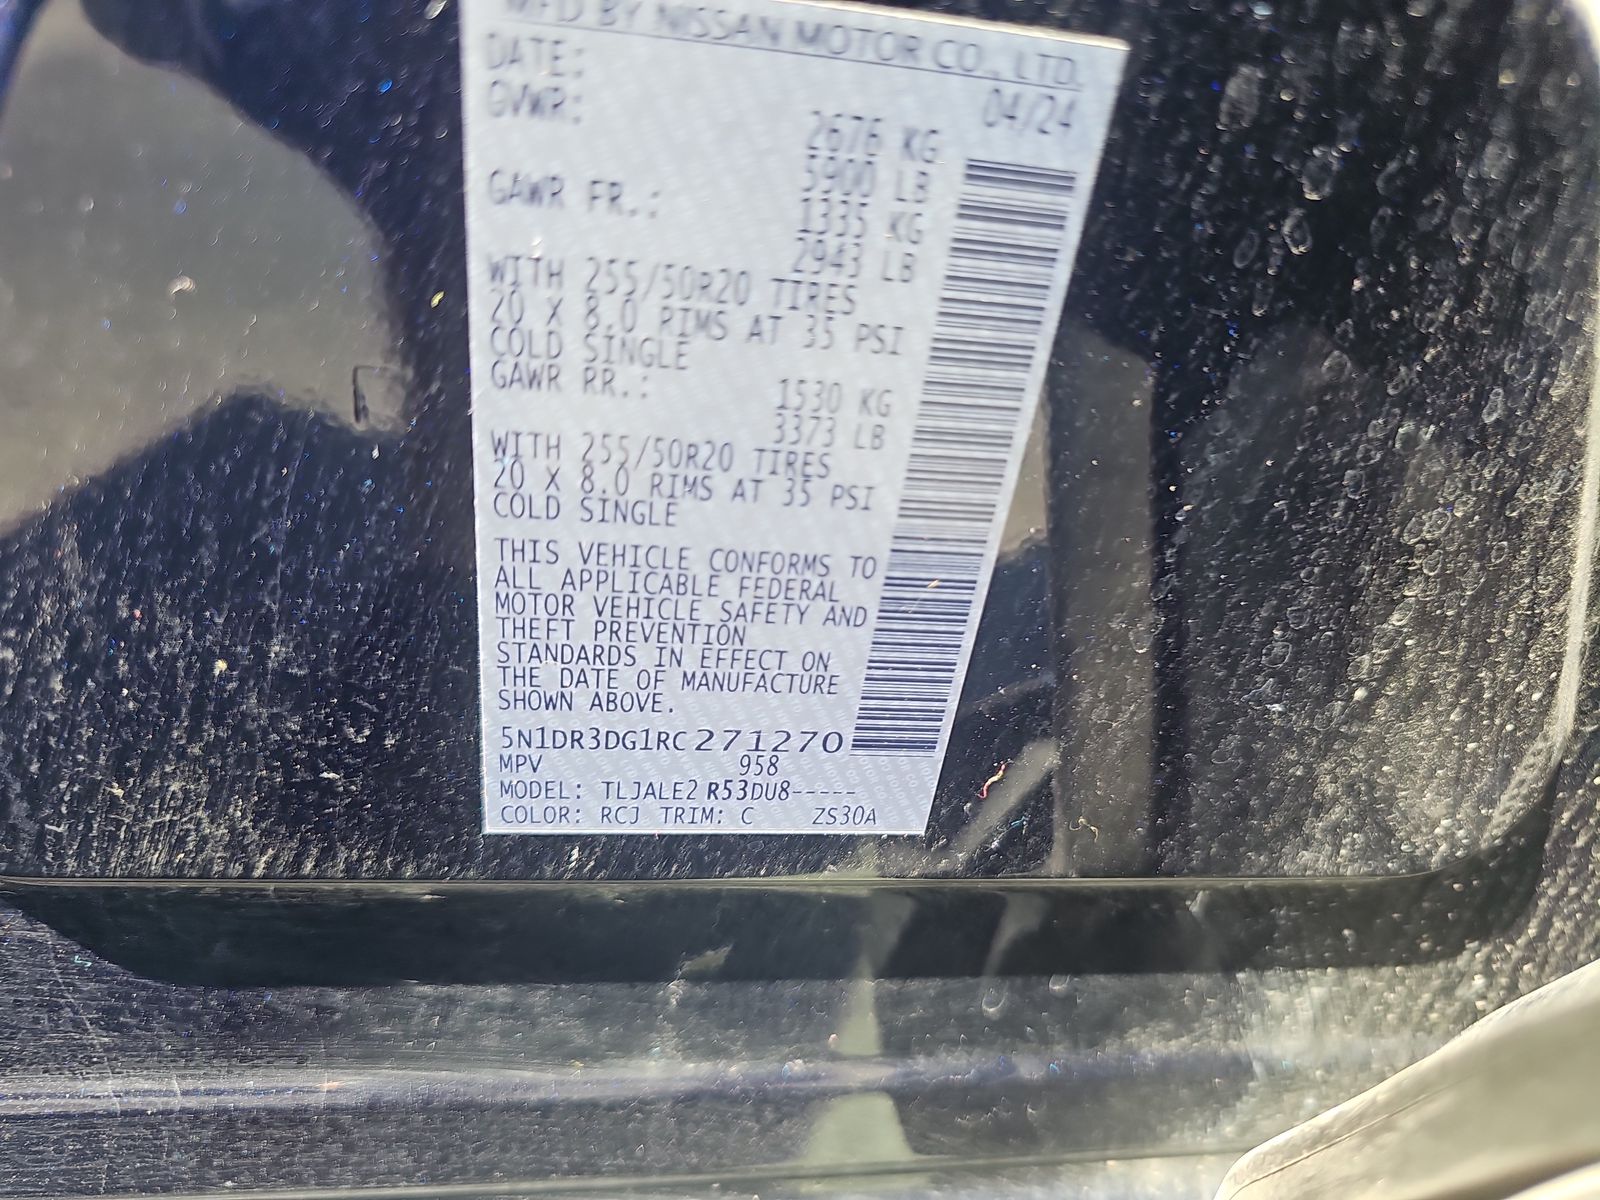 MFD BY NISSAN MOTOR CO., LTD.
DATE: 04/24
GVWR: 2676 KG
5900 LB
GAWR FR.: 1335 KG
2943 LB
WITH 255/50R20 TIRES
20 X 8.0 RIMS AT 35 PSI
COLD SINGLE
GAWR RR.: 1530 KG
3373 LB
WITH 255/50R20 TIRES
20 X 8.0 RIMS AT 35 PSI
COLD SINGLE
THIS VEHICLE CONFORMS TO
ALL APPLICABLE FEDERAL
MOTOR VEHICLE SAFETY AND
THEFT PREVENTION
STANDARDS IN EFFECT ON
THE DATE OF MANUFACTURE
SHOWN ABOVE.
5N1DR3DG1RC271270
MPV 958
MODEL: TLJALE2 R53DU8-----
COLOR: RCJ TRIM: C ZS30A